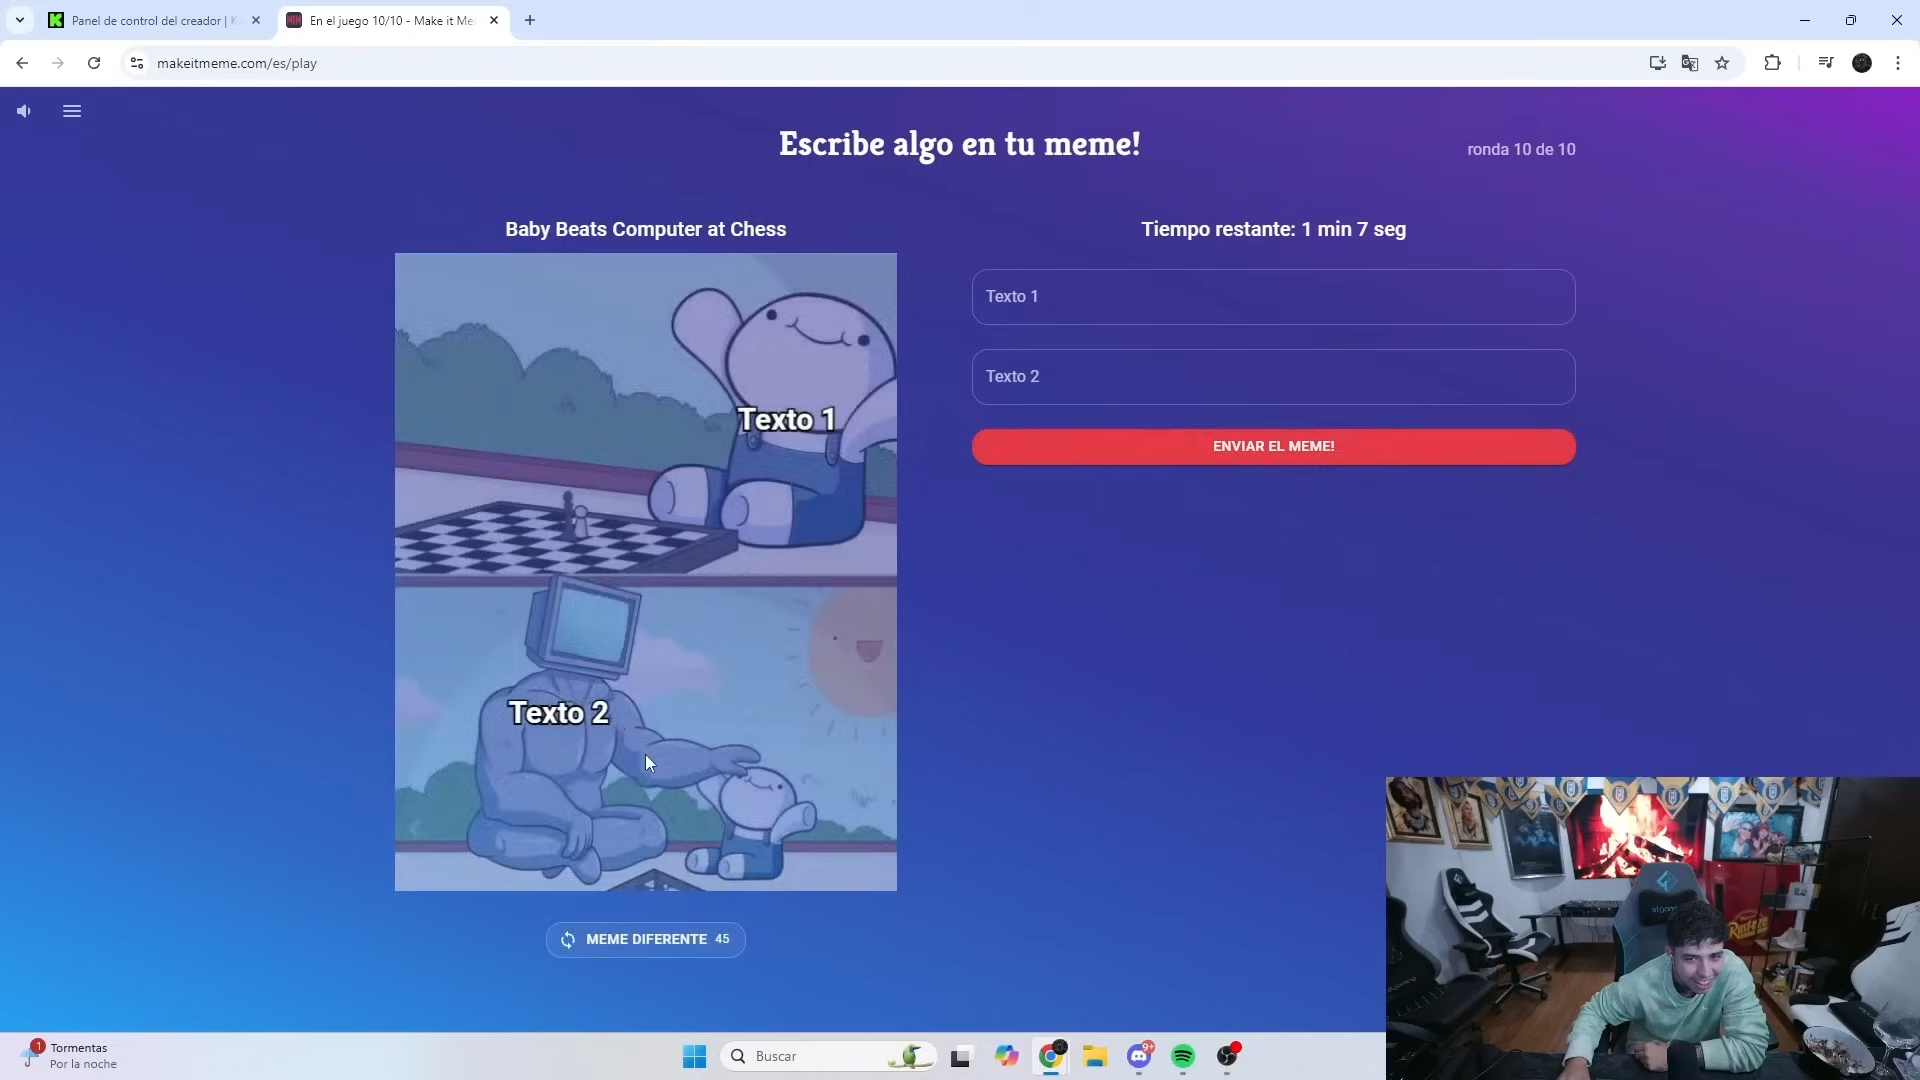 Panel de control del creador | K
En el juego 10/10 - Make it Me
makeitmeme.com/es/play
Escribe algo en tu meme!
ronda 10 de 10
Baby Beats Computer at Chess
Tiempo restante: 1 min 7 seg
Texto 1
Texto 2
ENVIAR EL MEME!
Texto 1
Texto 2
MEME DIFERENTE 45
1
Tormentas
Por la noche
Buscar
9+